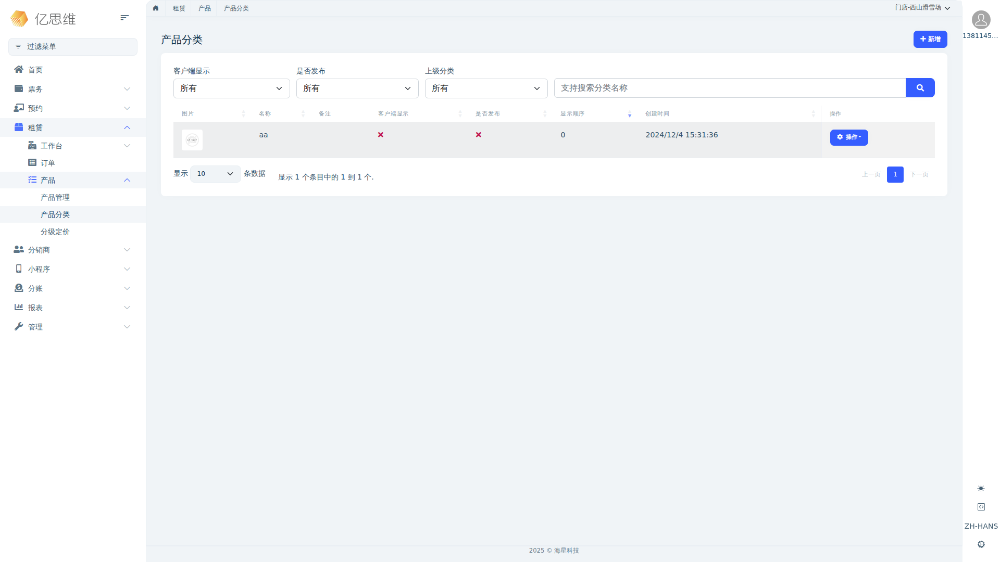 亿思维
过滤菜单
首页
票务
预约
租赁
工作台
订单
产品
产品管理
产品分类
分级定价
分销商
小程序
分账
报表
管理
租赁 产品 产品分类
门店-西山滑雪场
1381145...
产品分类
新增
客户端显示 是否发布 上级分类
所有 所有 所有 支持搜索分类名称
图片 名称 备注 客户端显示 是否发布 显示顺序 创建时间 操作
aa 0 2024/12/4 15:31:36 操作
显示 10 条数据 显示 1 个条目中的 1 到 1 个.
上一页 1 下一页
ZH-HANS
2025 © 海星科技